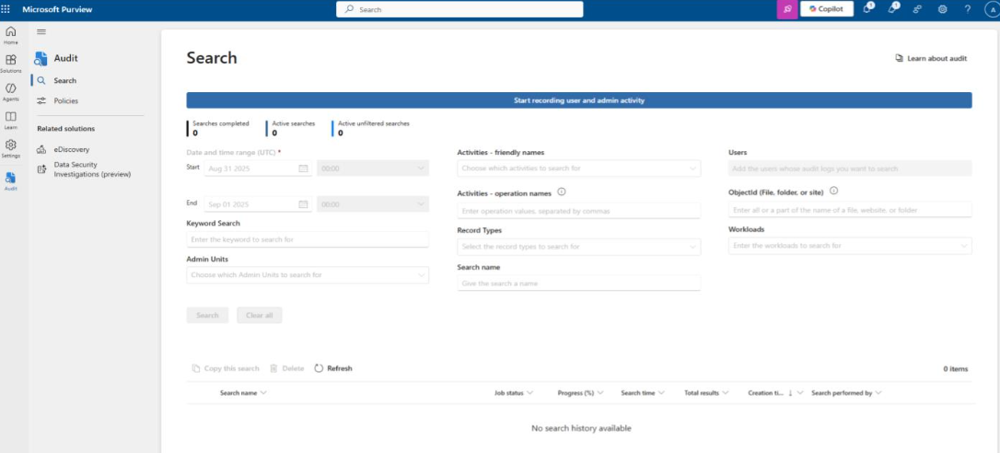 Microsoft Purview
Search
Copilot
1
1
A
Home
Solutions
Agents
Learn
Settings
Audit
Audit
Search
Policies
Related solutions
eDiscovery
Data Security
Investigations (preview)
Search
Learn about audit
Start recording user and admin activity
Searches completed
0
Active searches
0
Active unfiltered searches
0
Date and time range (UTC) *
Start
Aug 31 2025
00:00
End
Sep 01 2025
00:00
Keyword Search
Enter the keyword to search for
Admin Units
Choose which Admin Units to search for
Activities - friendly names
Choose which activities to search for
Activities - operation names
Enter operation values, separated by commas
Record Types
Select the record types to search for
Search name
Give the search a name
Users
Add the users whose audit logs you want to search
ObjectId (File, folder, or site)
Enter all or a part of the name of a file, website, or folder
Workloads
Enter the workloads to search for
Search
Clear all
Copy this search
Delete
Refresh
0 items
Search name
Job status
Progress (%)
Search time
Total results
Creation ti...
Search performed by
No search history available